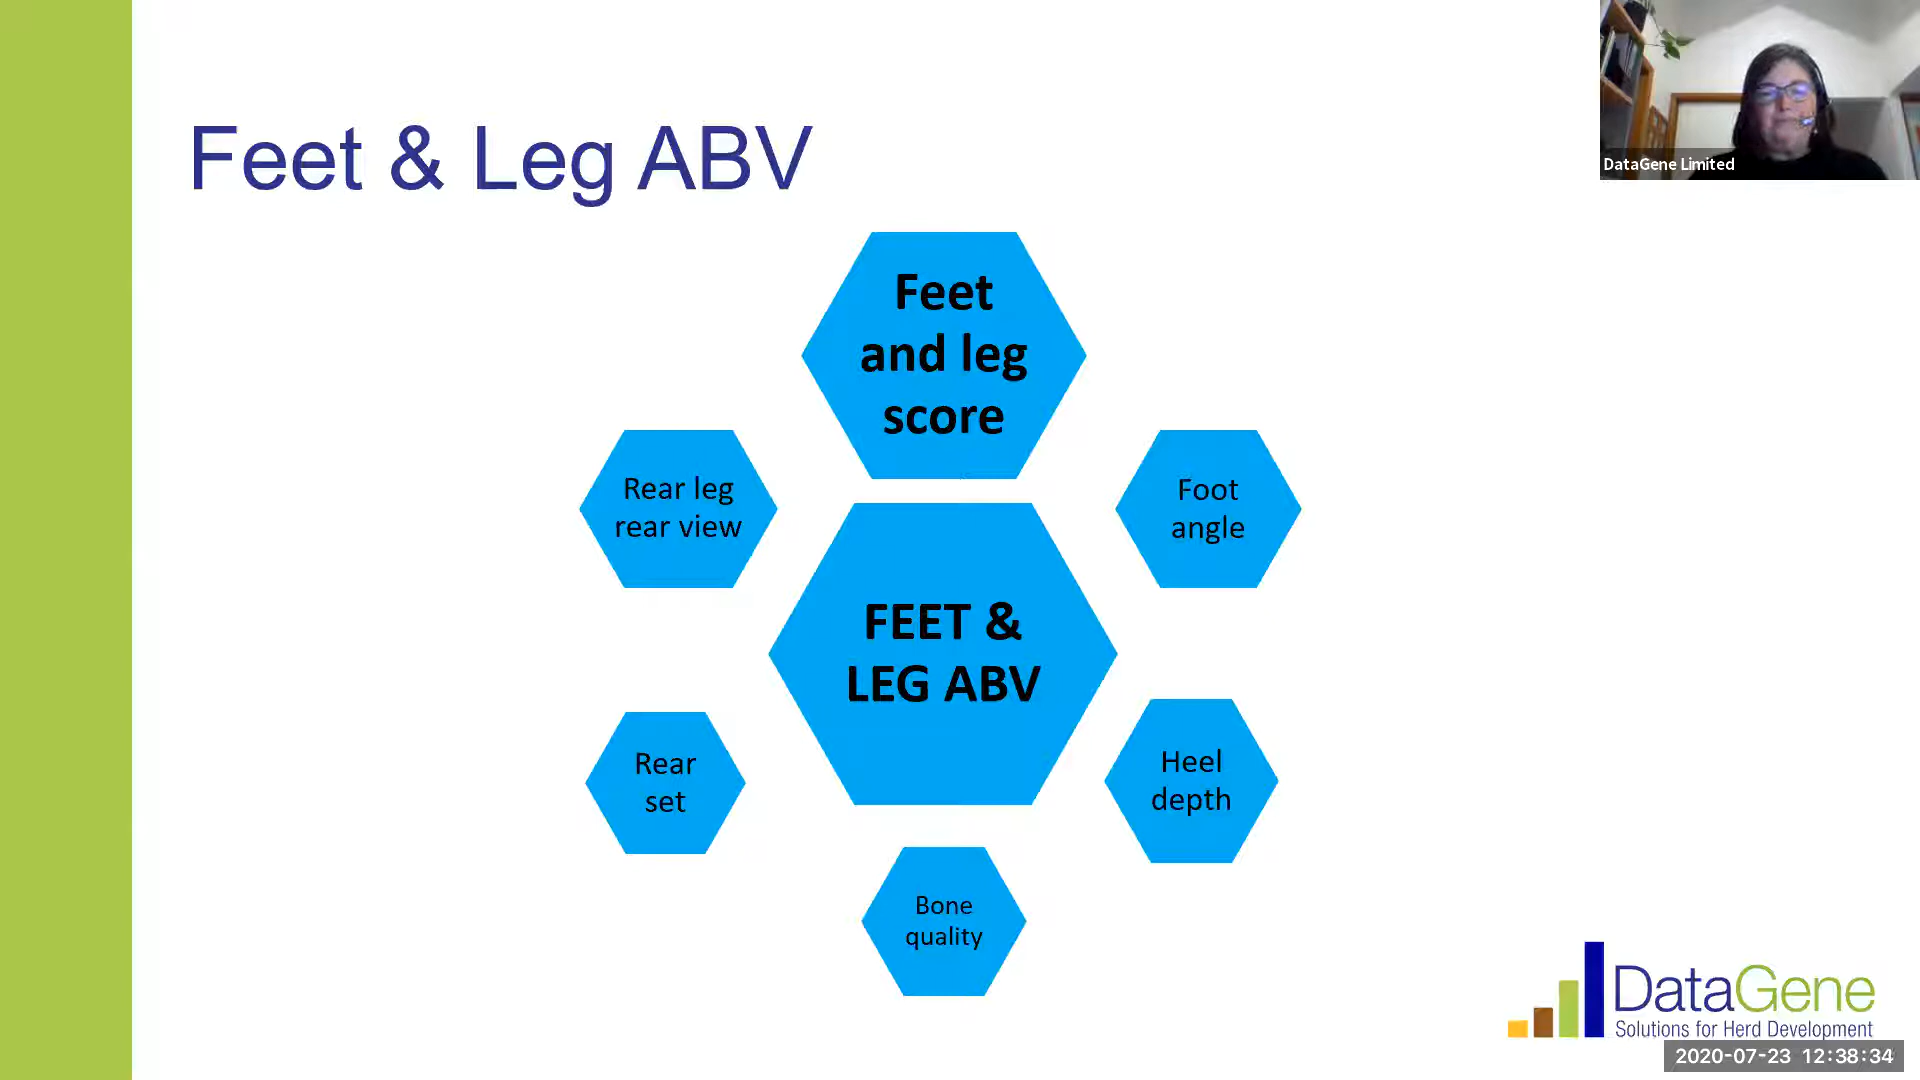 Feet & Leg ABV
DataGene Limited
Feet
and leg
score
Rear leg
rear view
Foot
angle
FEET &
LEG ABV
Rear
set
Heel
depth
Bone
quality
DataGene
Solutions for Herd Development
2020-07-23 12:38:34